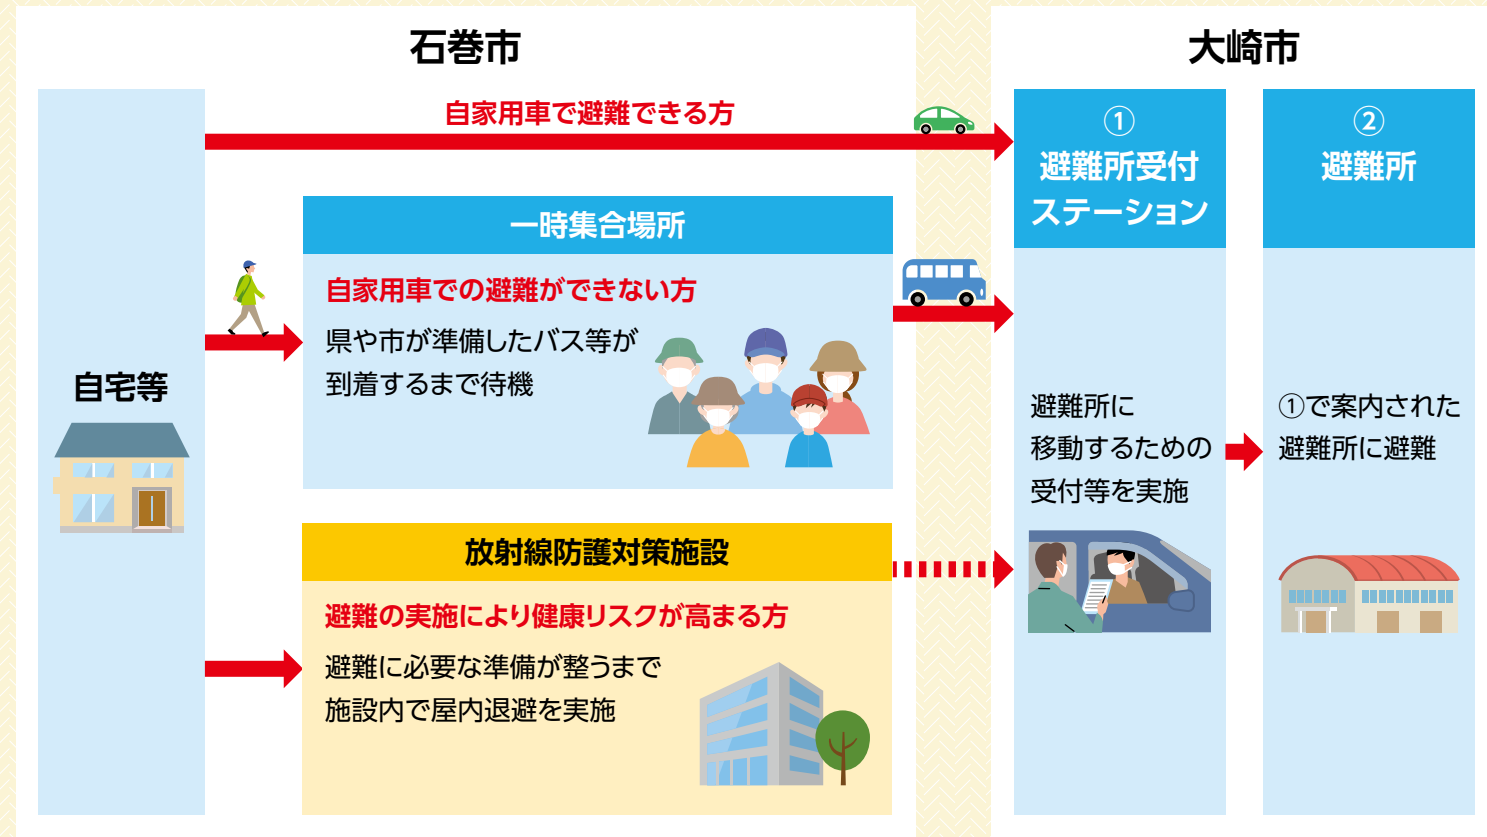 石巻市
大崎市
自宅等
自家用車で避難できる方
一時集合場所
自家用車での避難ができない方
県や市が準備したバス等が
到着するまで待機
放射線防護対策施設
避難の実施により健康リスクが高まる方
避難に必要な準備が整うまで
施設内で屋内退避を実施
①
避難所受付
ステーション
避難所に
移動するための
受付等を実施
②
避難所
①で案内された
避難所に避難